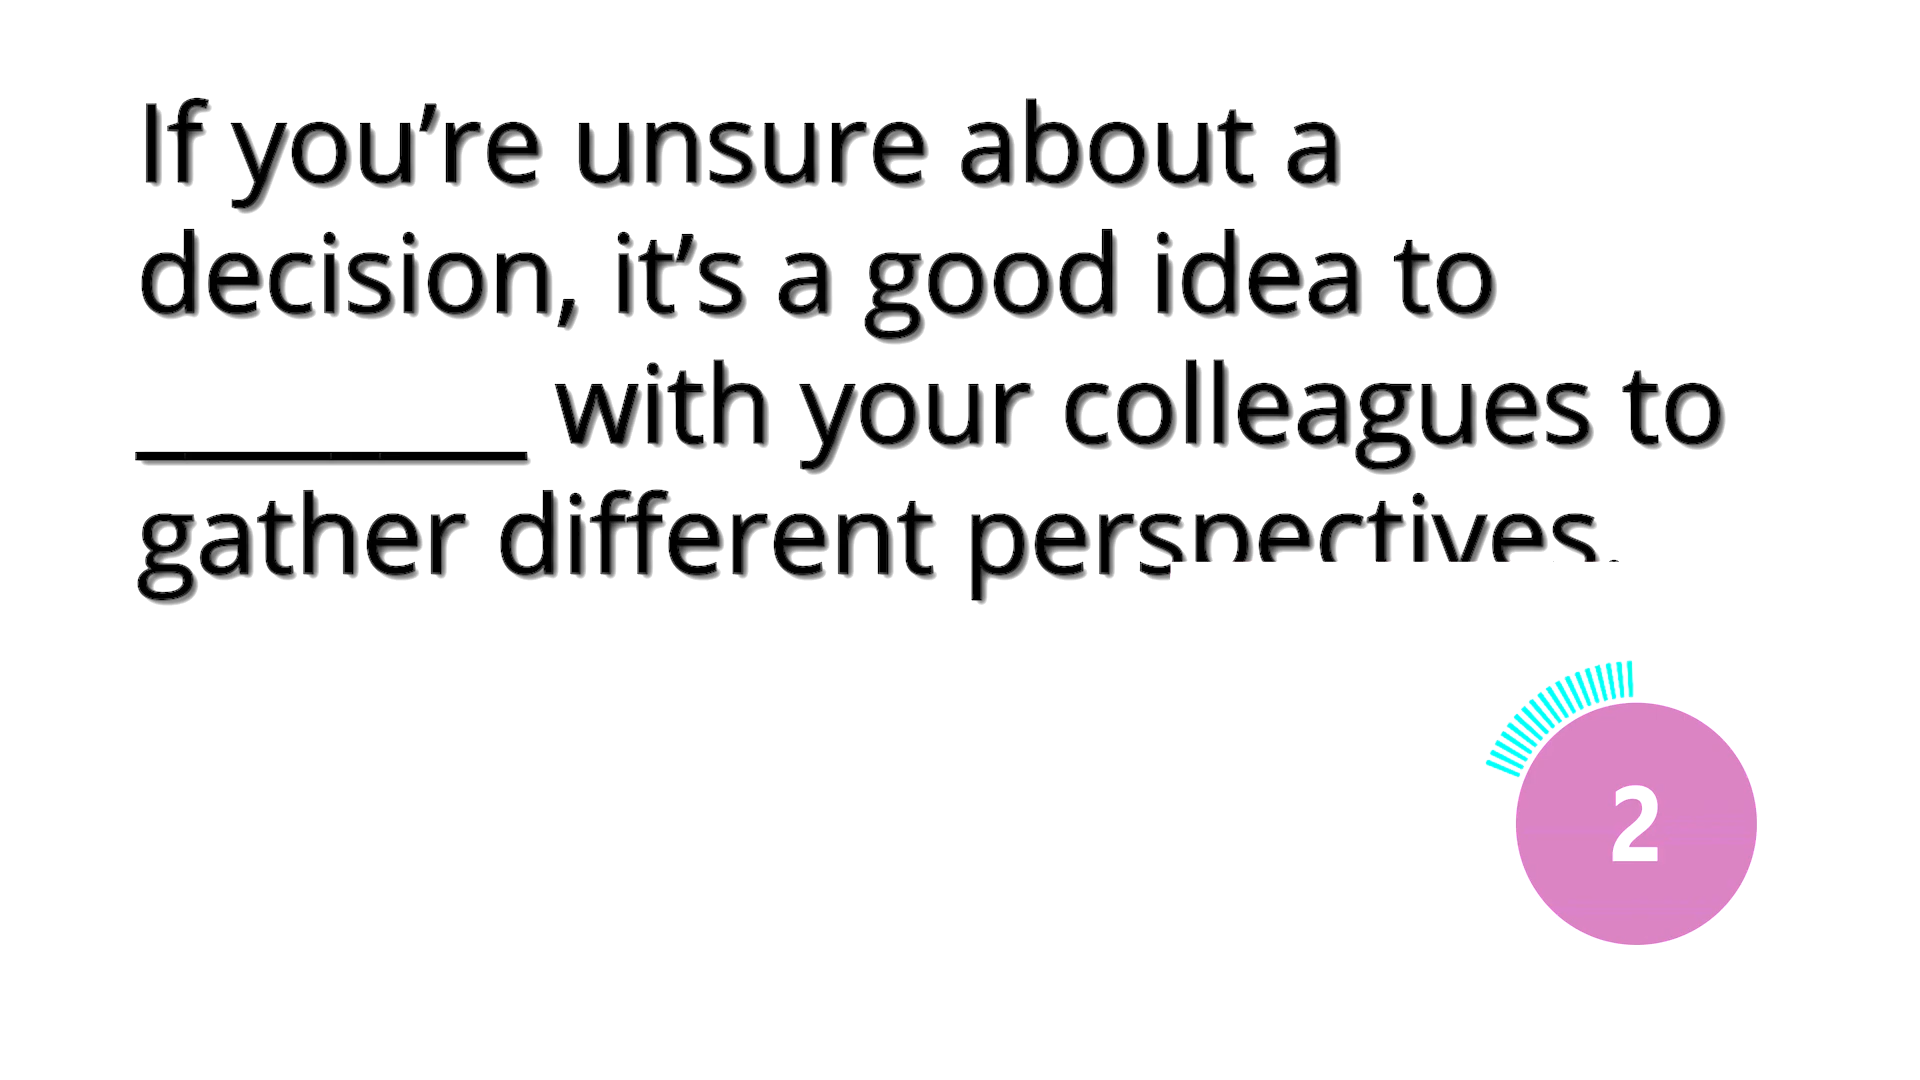 If you’re unsure about a
decision, it’s a good idea to
________ with your colleagues to
gather different perspectives.
2